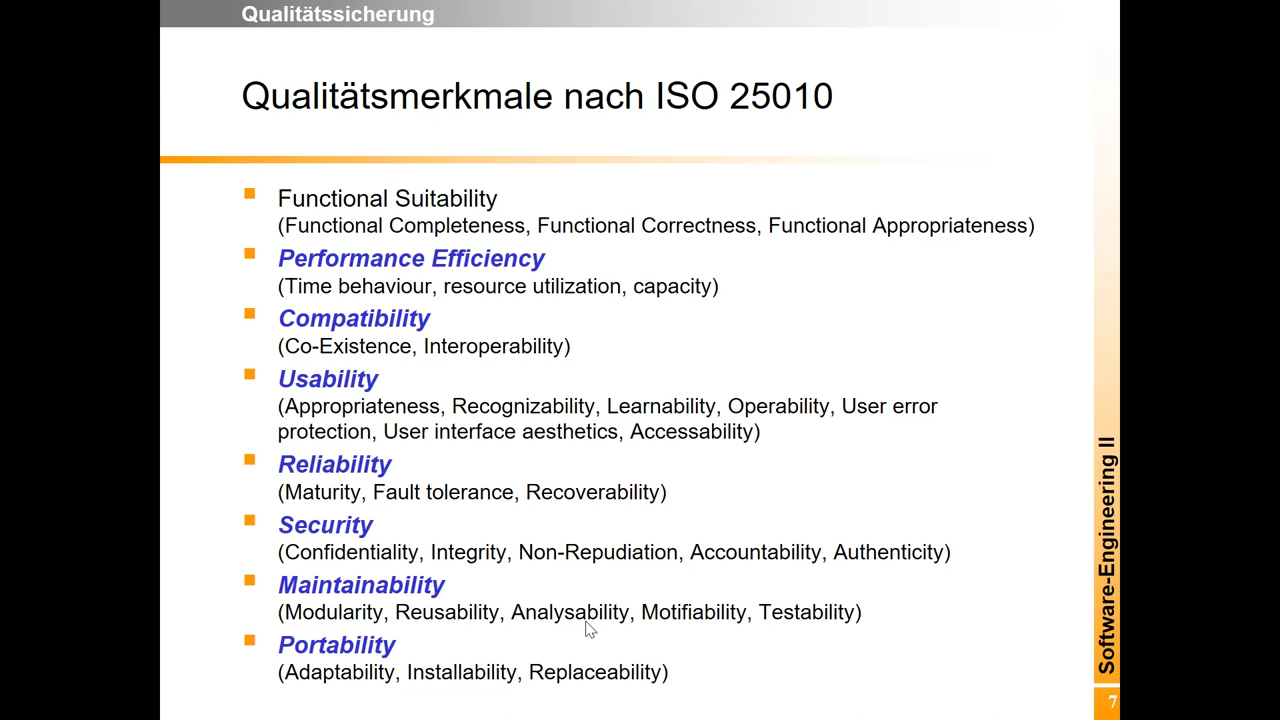 Qualitätssicherung
Qualitätsmerkmale nach ISO 25010
Functional Suitability
(Functional Completeness, Functional Correctness, Functional Appropriateness)
Performance Efficiency
(Time behaviour, resource utilization, capacity)
Compatibility
(Co-Existence, Interoperability)
Usability
(Appropriateness, Recognizability, Learnability, Operability, User error
protection, User interface aesthetics, Accessability)
Reliability
(Maturity, Fault tolerance, Recoverability)
Security
(Confidentiality, Integrity, Non-Repudiation, Accountability, Authenticity)
Maintainability
(Modularity, Reusability, Analysability, Motifiability, Testability)
Portability
(Adaptability, Installability, Replaceability)
Software-Engineering II
7